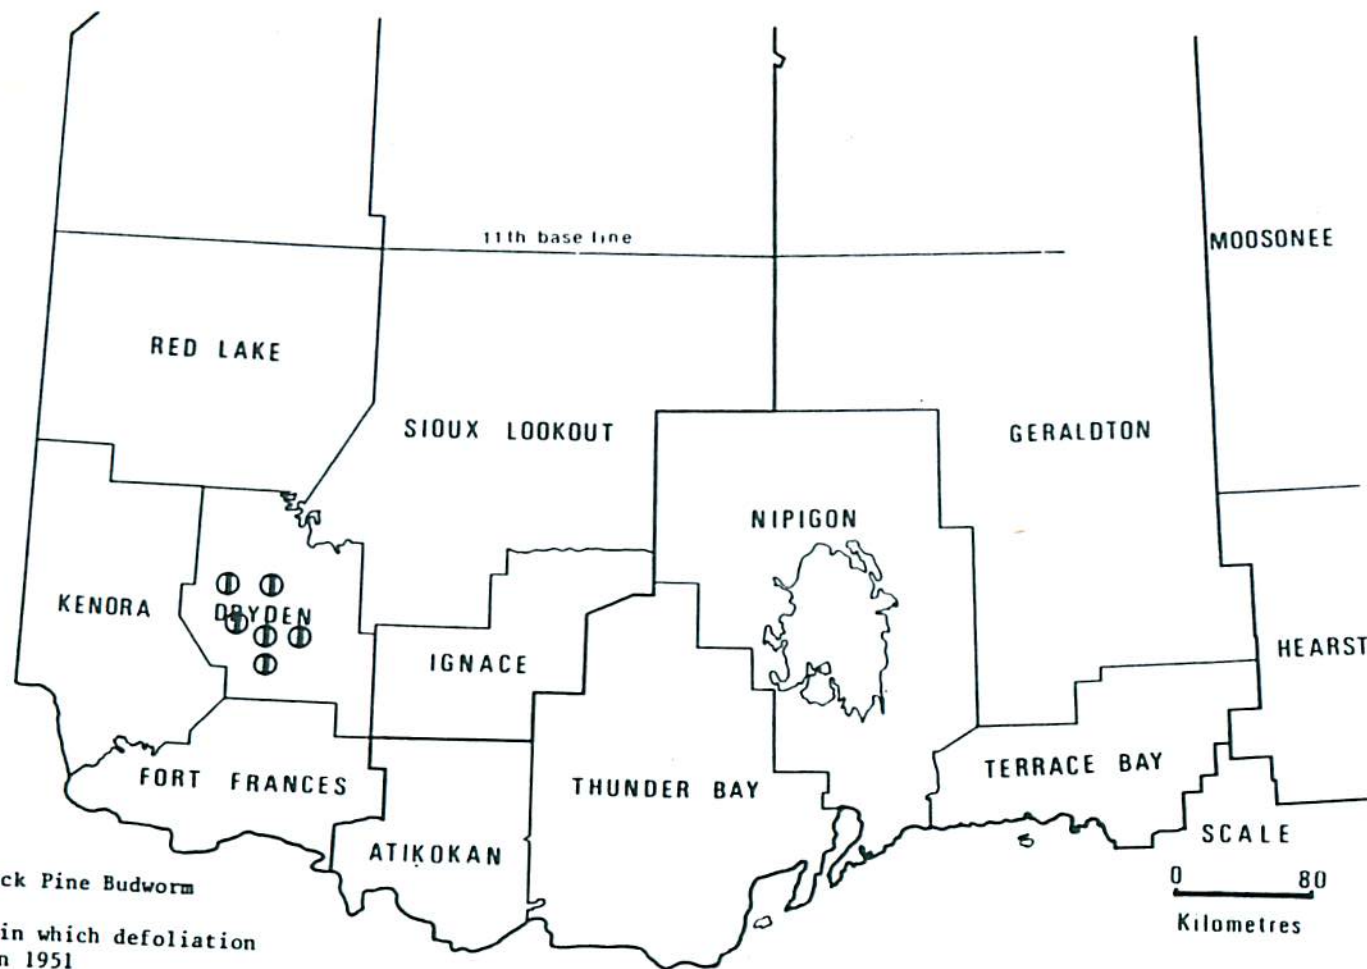 11th base line
MOOSONEE
RED LAKE
SIOUX LOOKOUT
GERALDTON
NIPIGON
KENORA
DRYDEN
IGNACE
HEARST
FORT FRANCES
THUNDER BAY
TERRACE BAY
ATIKOKAN
SCALE
0 80
Kilometres
ck Pine Budworm
in which defoliation
n 1951